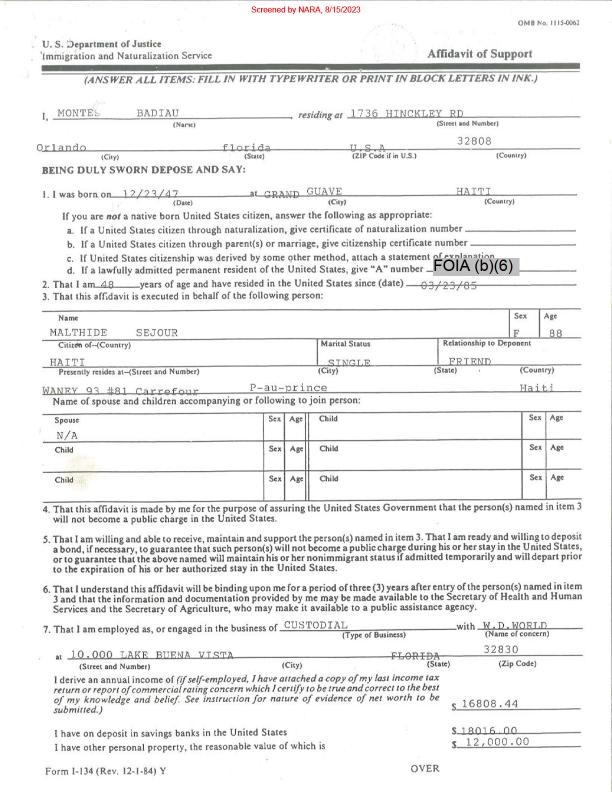 Screened by NARA, 8/15/2023
OMB No. 1115-0062
U. S. Department of Justice
Immigration and Naturalization Service
Affidavit of Support
(ANSWER ALL ITEMS: FILL IN WITH TYPEWRITER OR PRINT IN BLOCK LETTERS IN INK.)
I, MONTES BADIAU, residing at 1736 HINCKLEY RD
(Name) (Street and Number)
Orlando florida U.S.A 32808
(City) (State) (ZIP Code if in U.S.) (Country)
BEING DULY SWORN DEPOSE AND SAY:
1. I was born on 12/23/47 at GRAND GUAVE HAITI
(Date) (City) (Country)
If you are not a native born United States citizen, answer the following as appropriate:
a. If a United States citizen through naturalization, give certificate of naturalization number
b. If a United States citizen through parent(s) or marriage, give citizenship certificate number
c. If United States citizenship was derived by some other method, attach a statement of explanation
d. If a lawfully admitted permanent resident of the United States, give "A" number FOIA (b)(6)
2. That I am 48 years of age and have resided in the United States since (date) 03/23/85
3. That this affidavit is executed in behalf of the following person:
Name Sex Age
MALTHIDE SEJOUR F 88
Citizen of--(Country) Marital Status Relationship to Deponent
HAITI SINGLE FRIEND
Presently resides at--(Street and Number) (City) (State) (Country)
WANEY 93 #81 Carrefour P-au-prince Haiti
Name of spouse and children accompanying or following to join person:
Spouse Sex Age Child Sex Age
N/A
Child Sex Age Child Sex Age
Child Sex Age Child Sex Age
4. That this affidavit is made by me for the purpose of assuring the United States Government that the person(s) named in item 3
will not become a public charge in the United States.
5. That I am willing and able to receive, maintain and support the person(s) named in item 3. That I am ready and willing to deposit
a bond, if necessary, to guarantee that such person(s) will not become a public charge during his or her stay in the United States,
or to guarantee that the above named will maintain his or her nonimmigrant status if admitted temporarily and will depart prior
to the expiration of his or her authorized stay in the United States.
6. That I understand this affidavit will be binding upon me for a period of three (3) years after entry of the person(s) named in item
3 and that the information and documentation provided by me may be made available to the Secretary of Health and Human
Services and the Secretary of Agriculture, who may make it available to a public assistance agency.
7. That I am employed as, or engaged in the business of CUSTODIAL with W.D.WORLD
(Type of Business) (Name of concern)
at 10.000 LAKE BUENA VISTA FLORIDA 32830
(Street and Number) (City) (State) (Zip Code)
I derive an annual income of (if self-employed, I have attached a copy of my last income tax
return or report of commercial rating concern which I certify to be true and correct to the best
of my knowledge and belief. See instruction for nature of evidence of net worth to be
submitted.) $ 16808.44
I have on deposit in savings banks in the United States $ 18016.00
I have other personal property, the reasonable value of which is $ 12,000.00
Form I-134 (Rev. 12-1-84) Y OVER